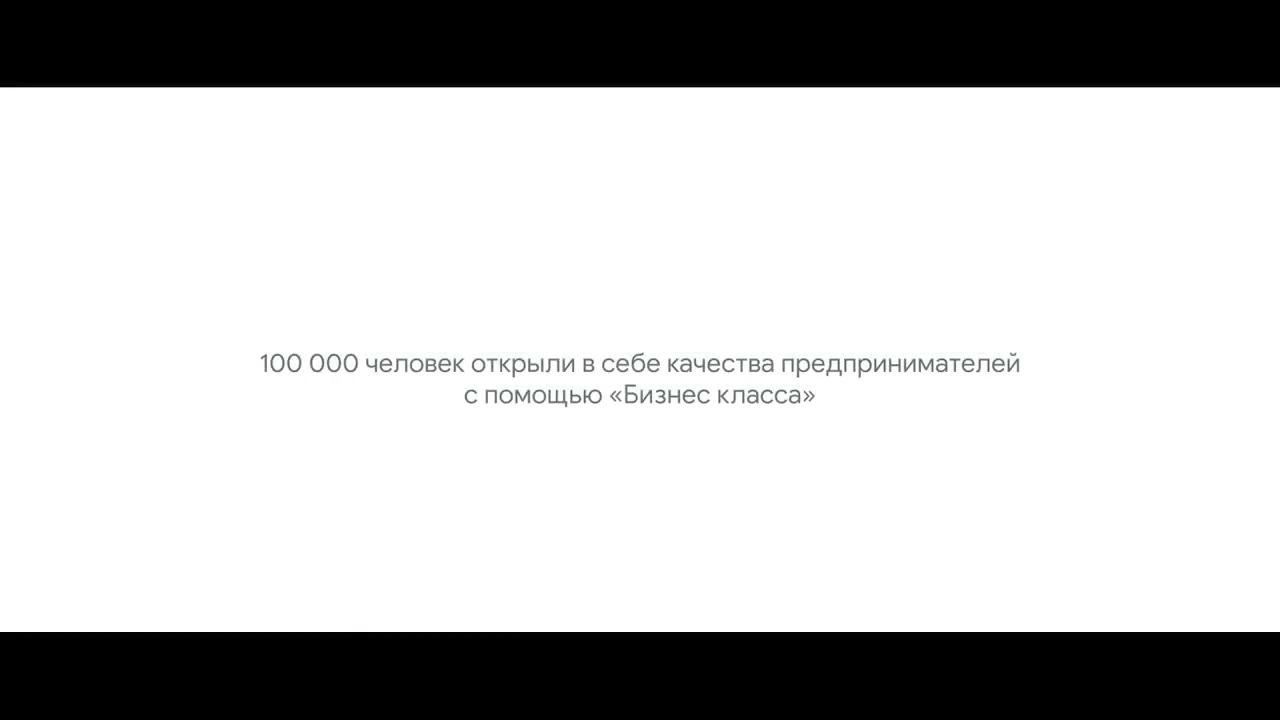 100 000 человек открыли в себе качества предпринимателей
с помощью «Бизнес класса»